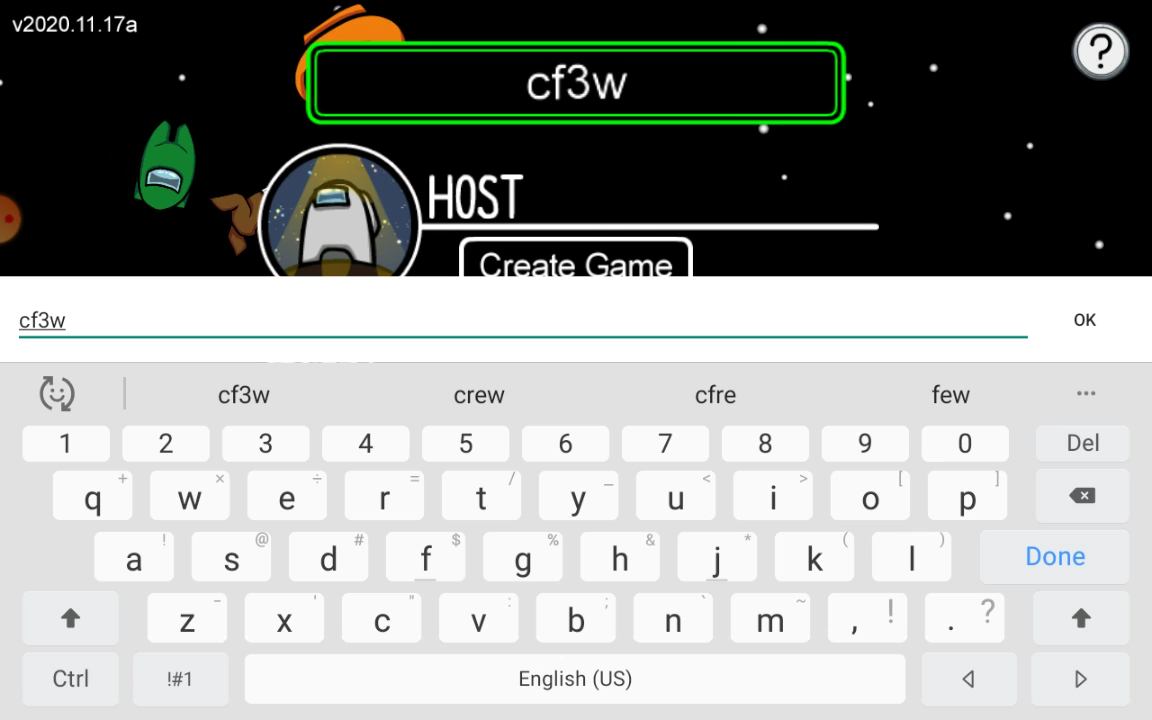 v2020.11.17a
?
cf3w
HOST
Create Game
cf3w
OK
cf3w crew cfre few ...
1 2 3 4 5 6 7 8 9 0 Del
+ × ÷ = / _ < > [ ]
q w e r t y u i o p
! @ # $ % & * ( )
a s d f g h j k l Done
- ' " : ; ` ~ ! ?
z x c v b n m , .
Ctrl !#1 English (US)